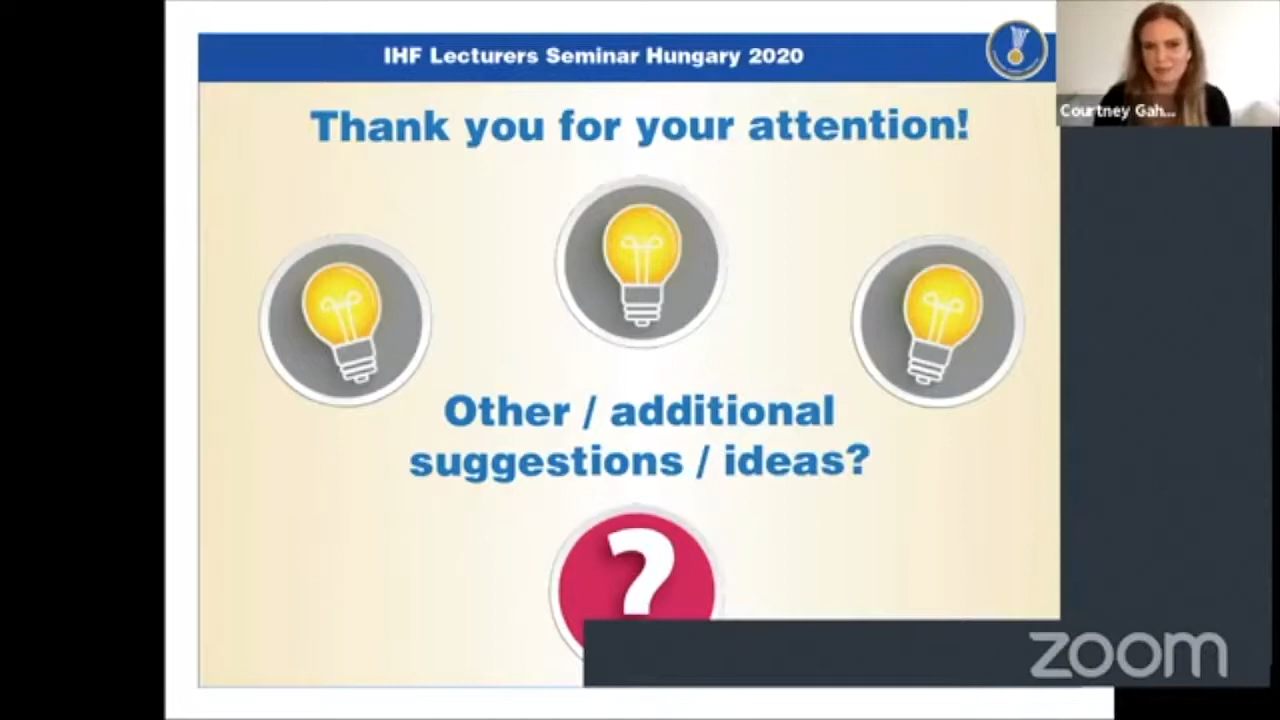 IHF Lecturers Seminar Hungary 2020
Courtney Gah...
Thank you for your attention!
Other / additional
suggestions / ideas?
?
zoom